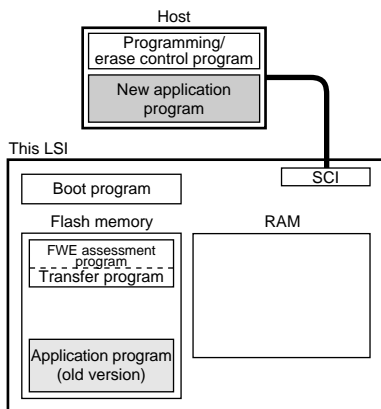 Host
Programming/
erase control program
New application
program
This LSI
SCI
Boot program
Flash memory
RAM
FWE assessment
program
Transfer program
Application program
(old version)